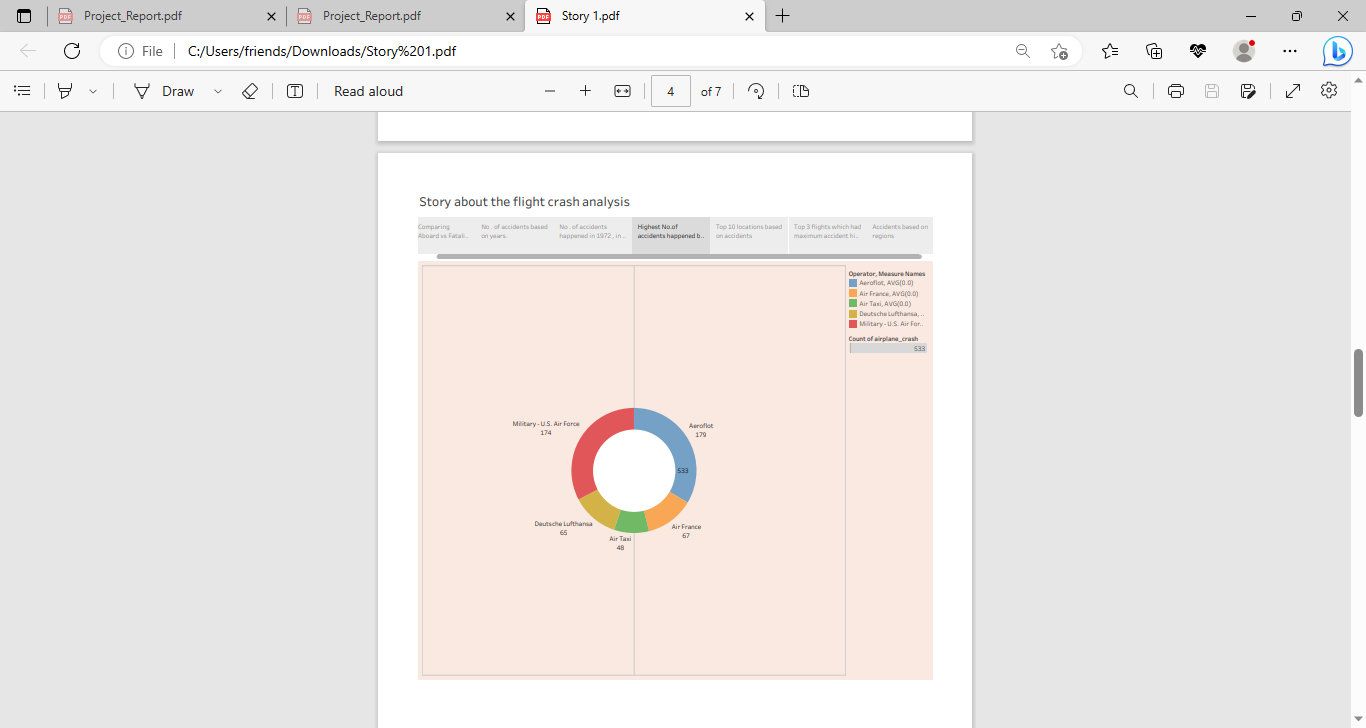 Project_Report.pdf
Project_Report.pdf
Story 1.pdf
File
C:/Users/friends/Downloads/Story%201.pdf
Draw
Read aloud
4 of 7
Story about the flight crash analysis
Comparing
Aboard vs Fatali..
No . of accidents based
on years.
No . of accidents
happened in 1972 , in ...
Highest No.of
accidents happened b..
Top 10 locations based
on accidents
Top 3 flights which had
maximum accident hi..
Accidents based on
regions
Operator, Measure Names
Aeroflot, AVG(0.0)
Air France, AVG(0.0)
Air Taxi, AVG(0.0)
Deutsche Lufthansa, ..
Military - U.S. Air For..
Count of airplane_crash
533
Military - U.S. Air Force
174
Aeroflot
179
533
Deutsche Lufthansa
65
Air Taxi
48
Air France
67